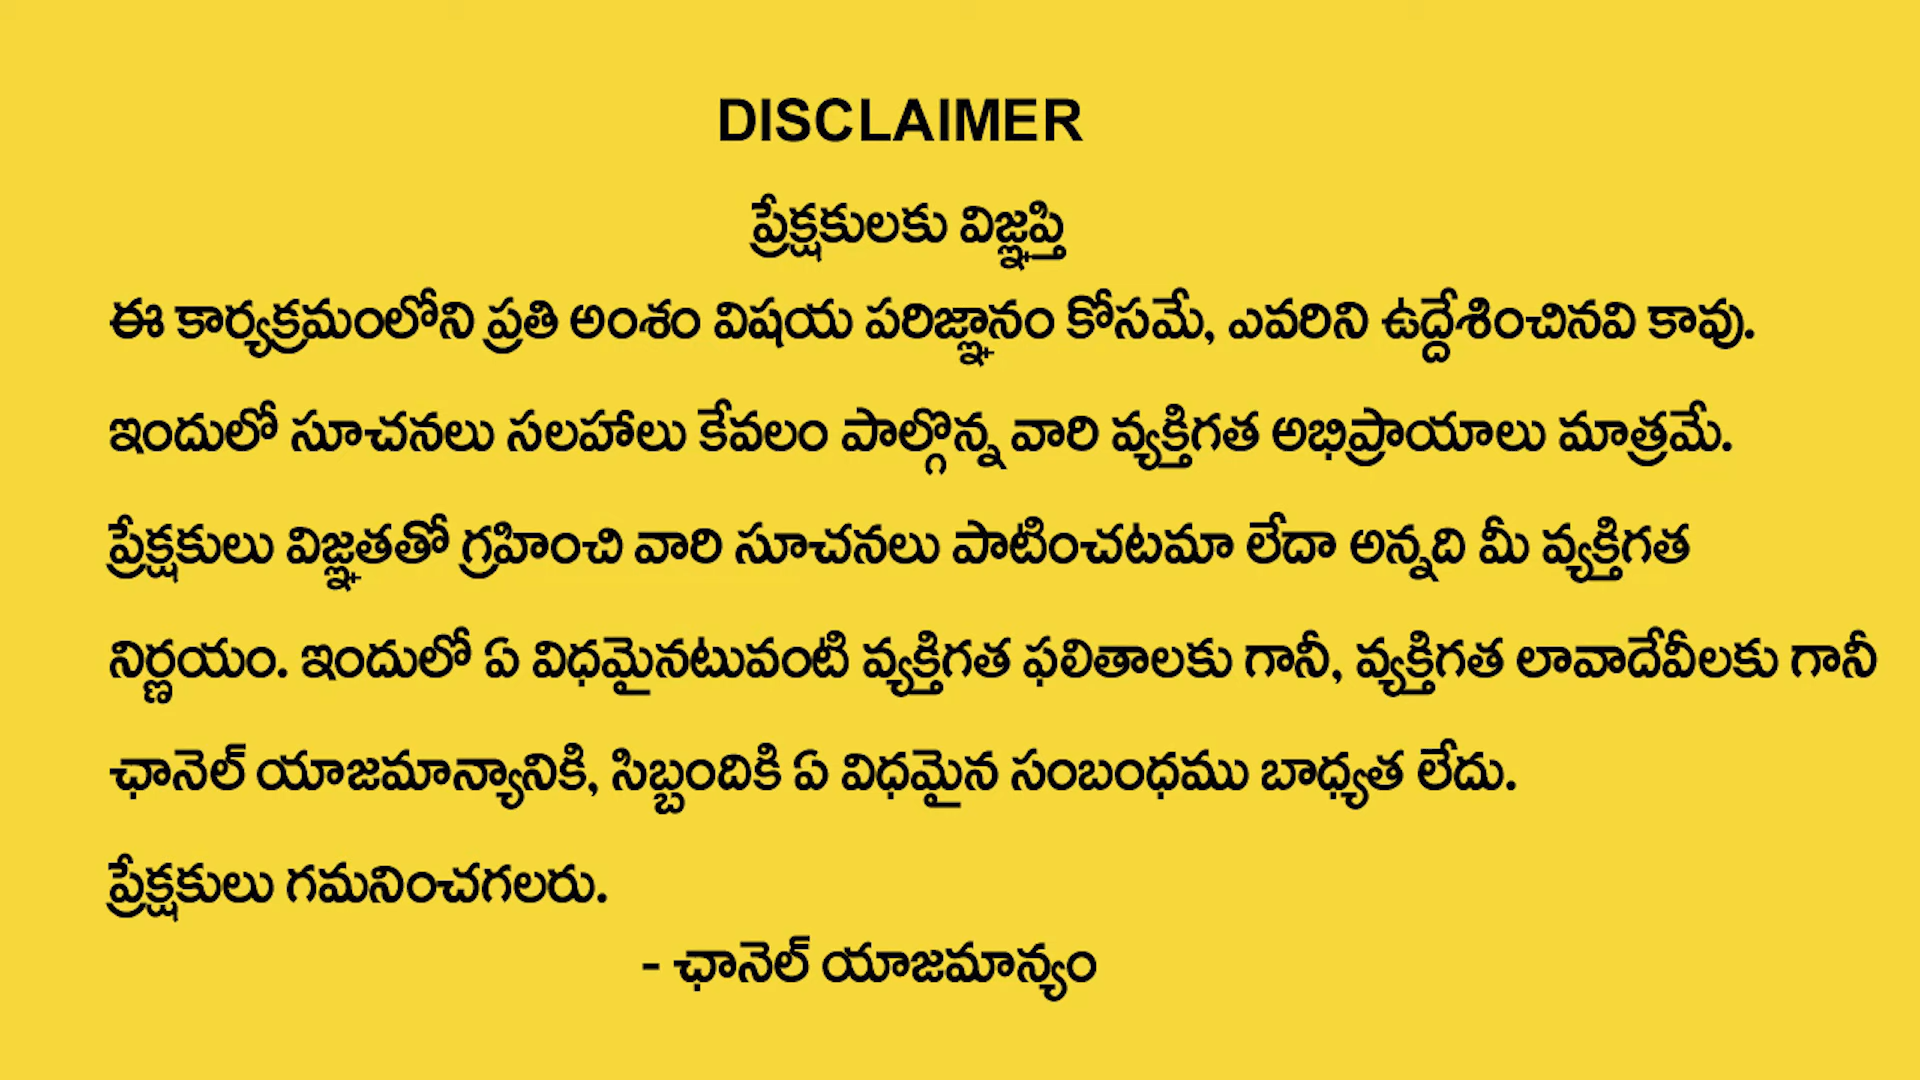 DISCLAIMER
ప్రేక్షకులకు విజ్ఞప్తి
ఈ కార్యక్రమంలోని ప్రతి అంశం విషయ పరిజ్ఞానం కోసమే, ఎవరిని ఉద్దేశించినవి కావు.
ఇందులో సూచనలు సలహాలు కేవలం పాల్గొన్న వారి వ్యక్తిగత అభిప్రాయాలు మాత్రమే.
ప్రేక్షకులు విజ్ఞతతో గ్రహించి వారి సూచనలు పాటించటమా లేదా అన్నది మీ వ్యక్తిగత
నిర్ణయం. ఇందులో ఏ విధమైనటువంటి వ్యక్తిగత ఫలితాలకు గానీ, వ్యక్తిగత లావాదేవీలకు గానీ
ఛానెల్ యాజమాన్యానికి, సిబ్బందికి ఏ విధమైన సంబంధము బాధ్యత లేదు.
ప్రేక్షకులు గమనించగలరు.
- ఛానెల్ యాజమాన్యం